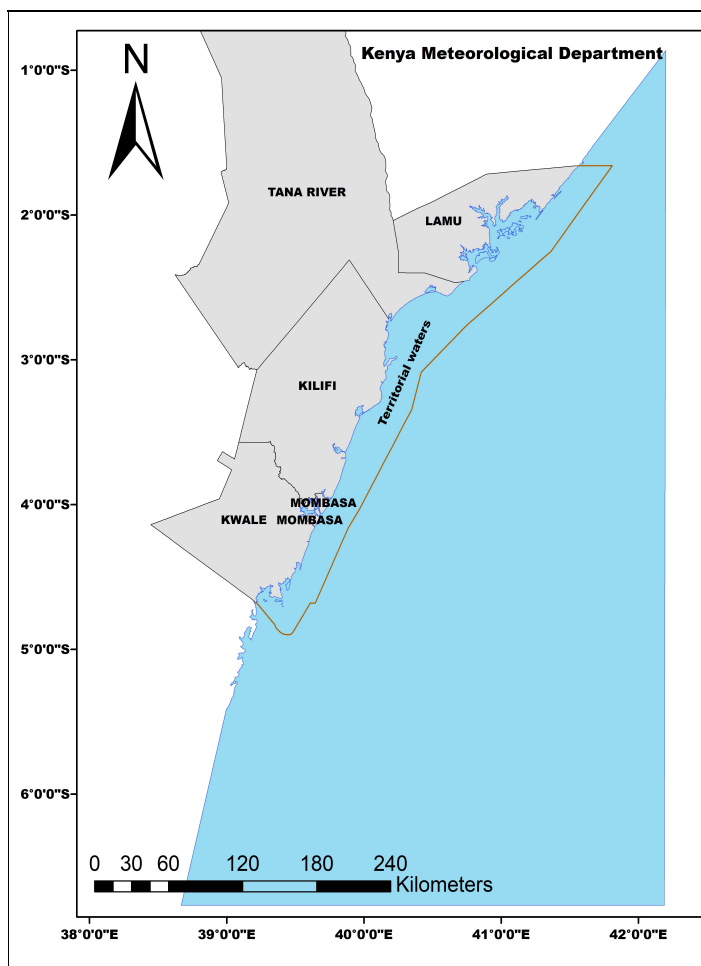 Kenya Meteorological Department
N
1°0'0"S
2°0'0"S
3°0'0"S
4°0'0"S
5°0'0"S
6°0'0"S
TANA RIVER
LAMU
Territorial waters
KILIFI
MOMBASA
KWALE MOMBASA
0 30 60 120 180 240
Kilometers
38°0'0"E 39°0'0"E 40°0'0"E 41°0'0"E 42°0'0"E